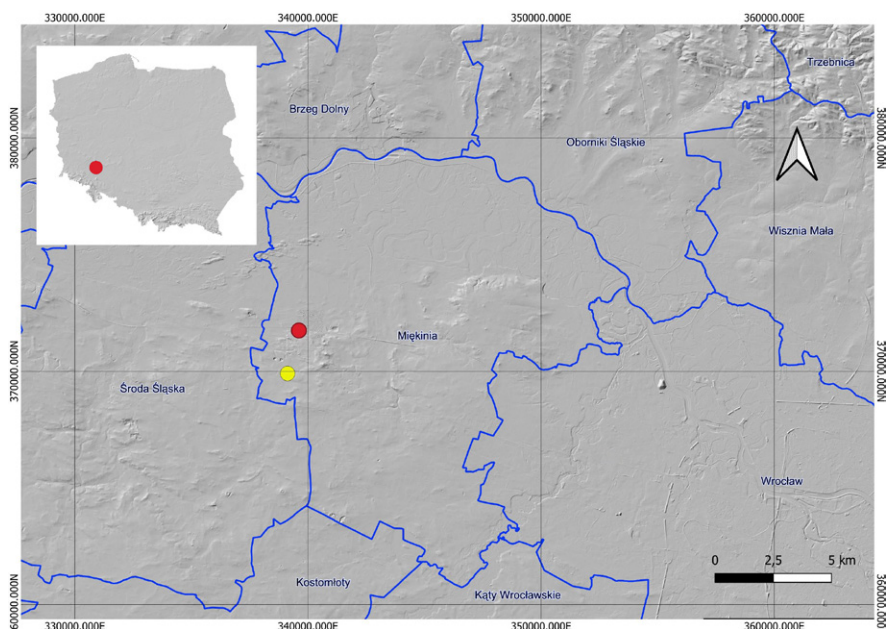 330000.000E 340000.000E 350000.000E 360000.000E
Trzebnica
Brzeg Dolny
380000.000N
380000.000N
Oborniki Śląskie
Wisznia Mała
Miękinia
370000.000N
370000.000N
Środa Śląska
Wrocław
0 2,5 5 km
Kostomłoty
Kąty Wrocławskie
360000.000N
360000.000N
330000.000E 340000.000E 350000.000E 360000.000E